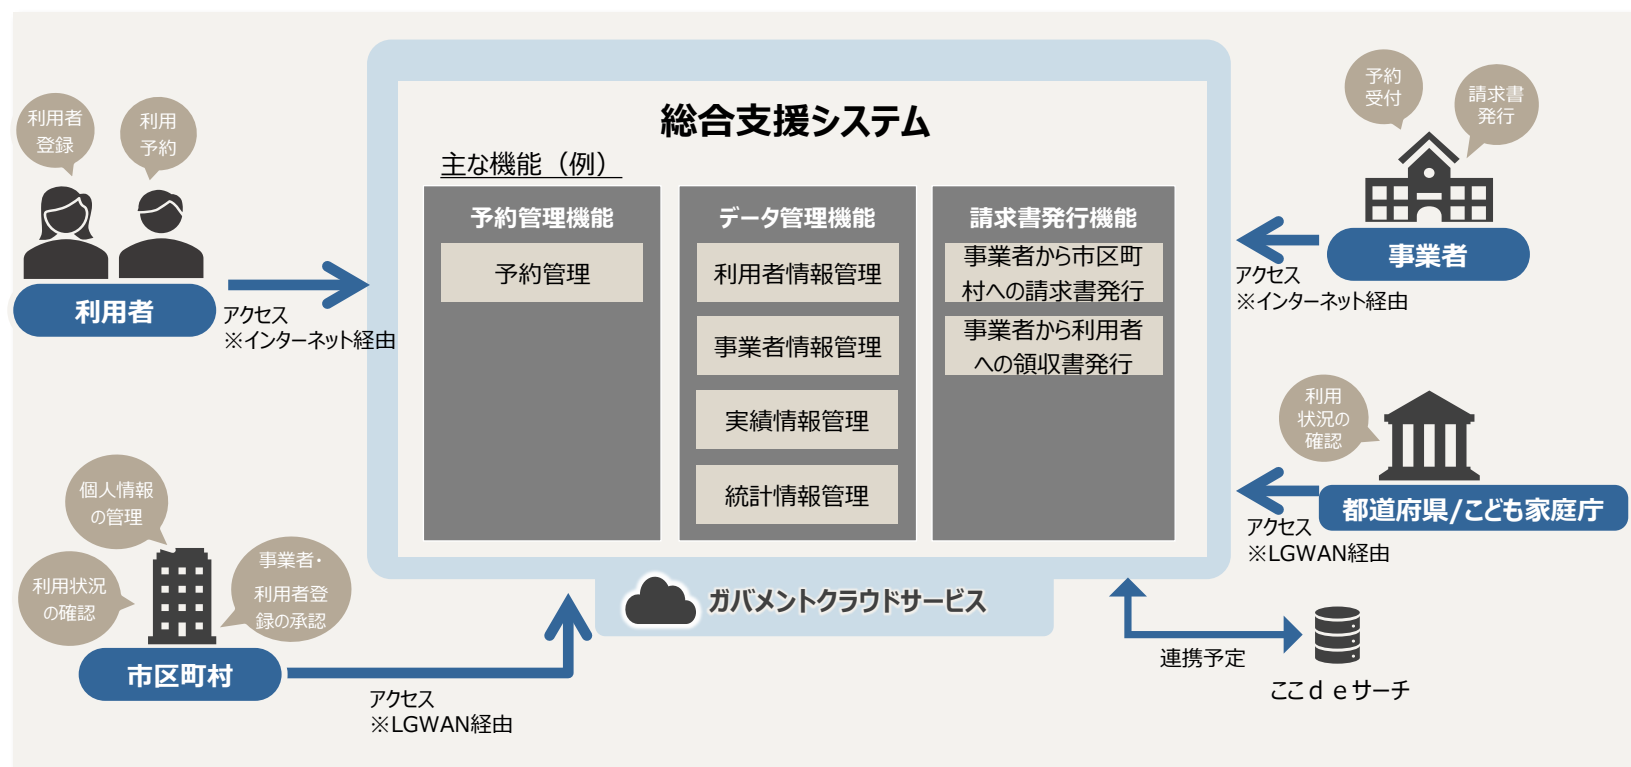 総合支援システム
主な機能（例）
予約管理機能
予約管理
データ管理機能
利用者情報管理
事業者情報管理
実績情報管理
統計情報管理
請求書発行機能
事業者から市区町
村への請求書発行
事業者から利用者
への領収書発行
ガバメントクラウドサービス
利用者
登録
利用
予約
利用者
アクセス
※インターネット経由
個人情報
の管理
利用状況
の確認
事業者・
利用者登
録の承認
市区町村
アクセス
※LGWAN経由
予約
受付
請求書
発行
事業者
アクセス
※インターネット経由
利用
状況の
確認
都道府県/こども家庭庁
アクセス
※LGWAN経由
連携予定
ここｄｅサーチ